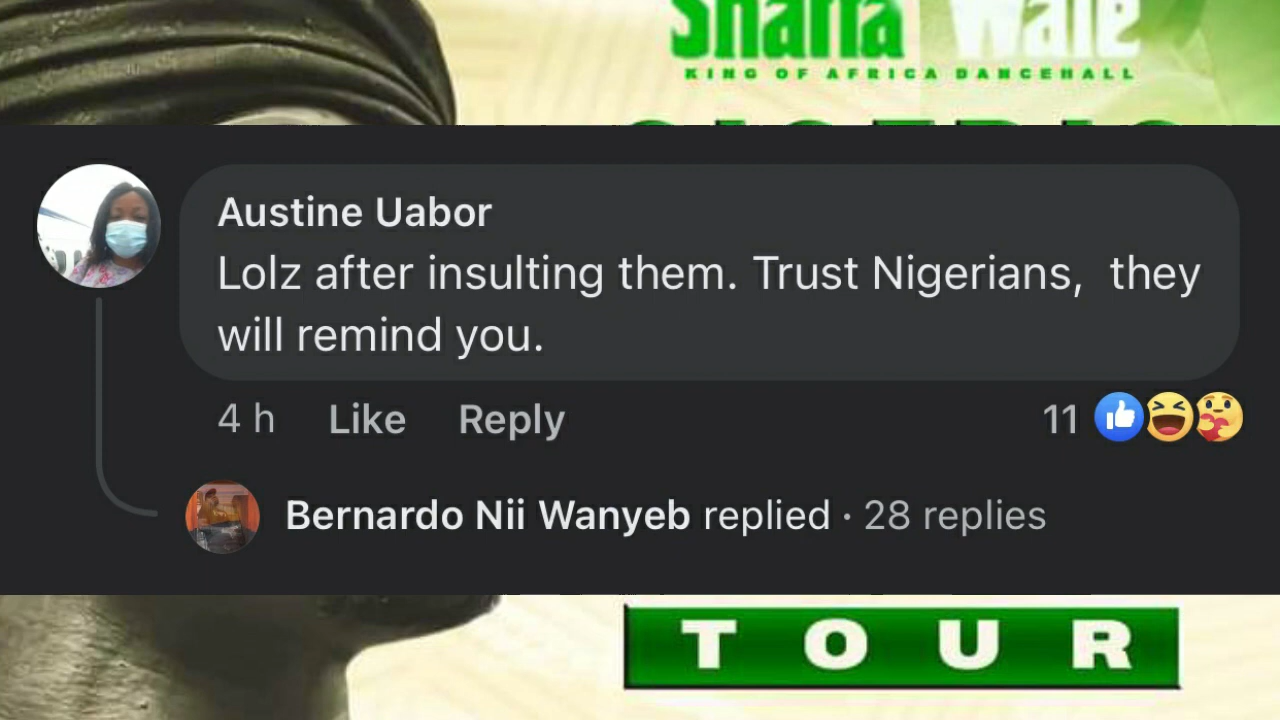 Shatta Wale
KING OF AFRICA DANCEHALL
Austine Uabor
Lolz after insulting them. Trust Nigerians, they
will remind you.
4 h Like Reply 11
Bernardo Nii Wanyeb replied · 28 replies
TOUR